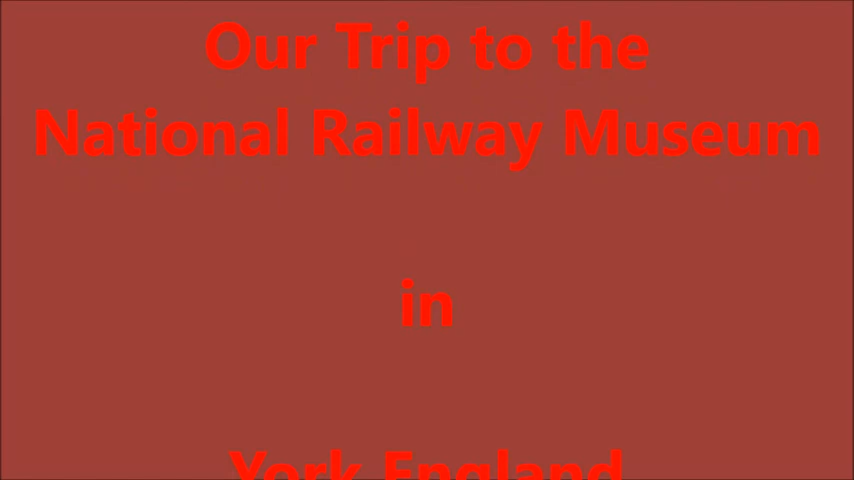 Our Trip to the
National Railway Museum
in
York England